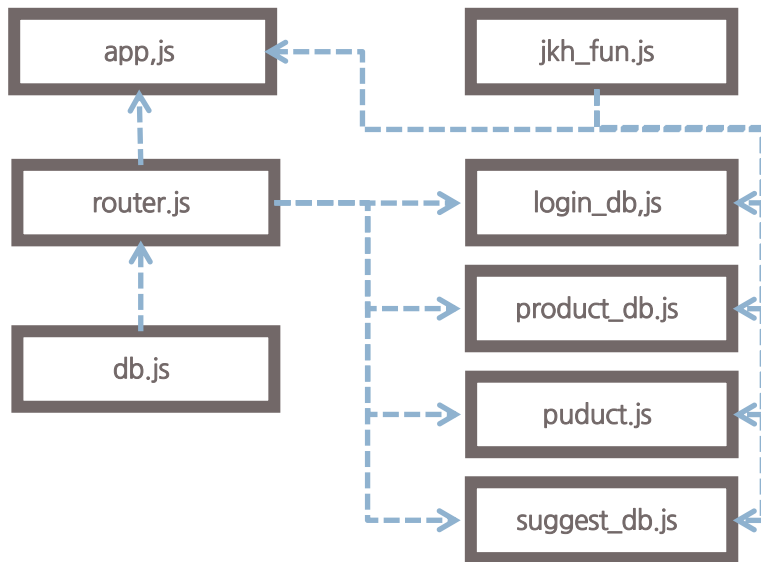 app,js
jkh_fun.js
router.js
login_db,js
product_db.js
db.js
puduct.js
suggest_db.js